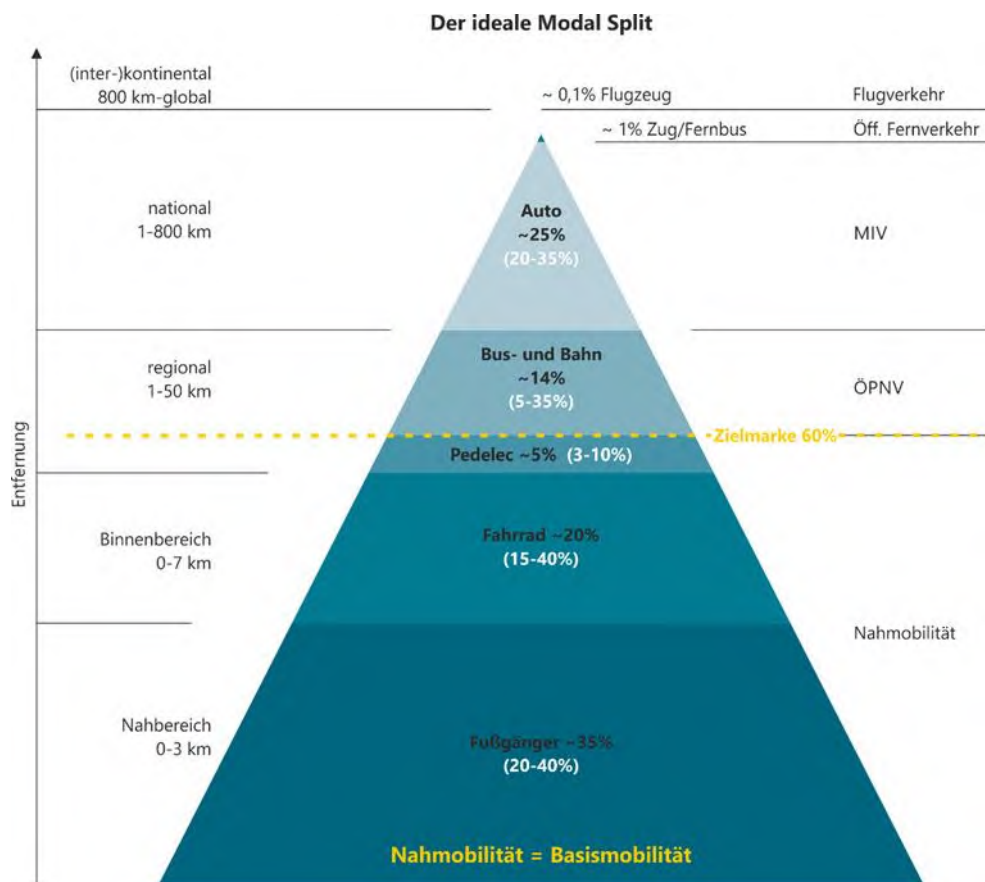 Der ideale Modal Split
(inter-)kontinental
800 km-global
~ 0,1% Flugzeug
Flugverkehr
~ 1% Zug/Fernbus
Öff. Fernverkehr
national
1-800 km
Auto
~25%
(20-35%)
MIV
regional
1-50 km
Bus- und Bahn
~14%
(5-35%)
ÖPNV
Zielmarke 60%
Pedelec ~5% (3-10%)
Entfernung
Binnenbereich
0-7 km
Fahrrad ~20%
(15-40%)
Nahmobilität
Nahbereich
0-3 km
Fußgänger ~35%
(20-40%)
Nahmobilität = Basismobilität